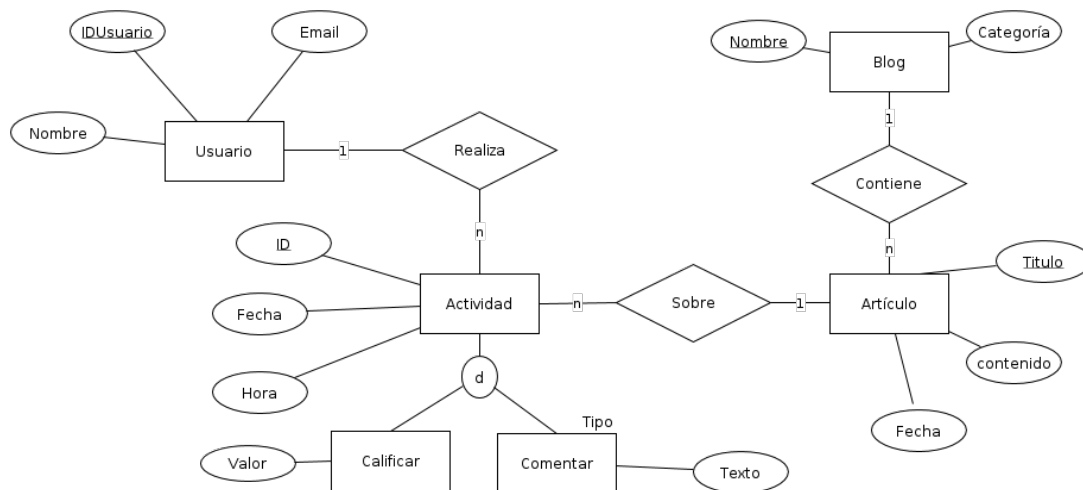 IDUsuario
Email
Nombre
Usuario
1
Realiza
n
Nombre
Categoría
Blog
1
Contiene
n
ID
Fecha
Hora
Actividad
n
Sobre
1
Artículo
Titulo
contenido
Fecha
d
Tipo
Valor
Calificar
Comentar
Texto